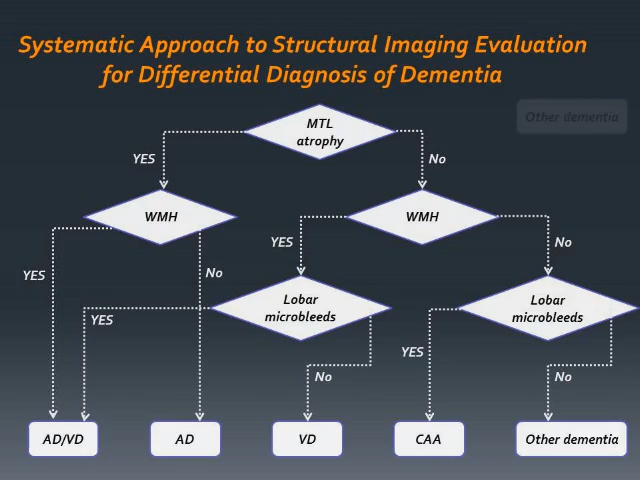 Systematic Approach to Structural Imaging Evaluation
for Differential Diagnosis of Dementia
MTL
atrophy
Other dementia
YES
No
WMH
WMH
YES
No
YES
No
Lobar
microbleeds
Lobar
microbleeds
YES
YES
No
No
AD/VD
AD
VD
CAA
Other dementia